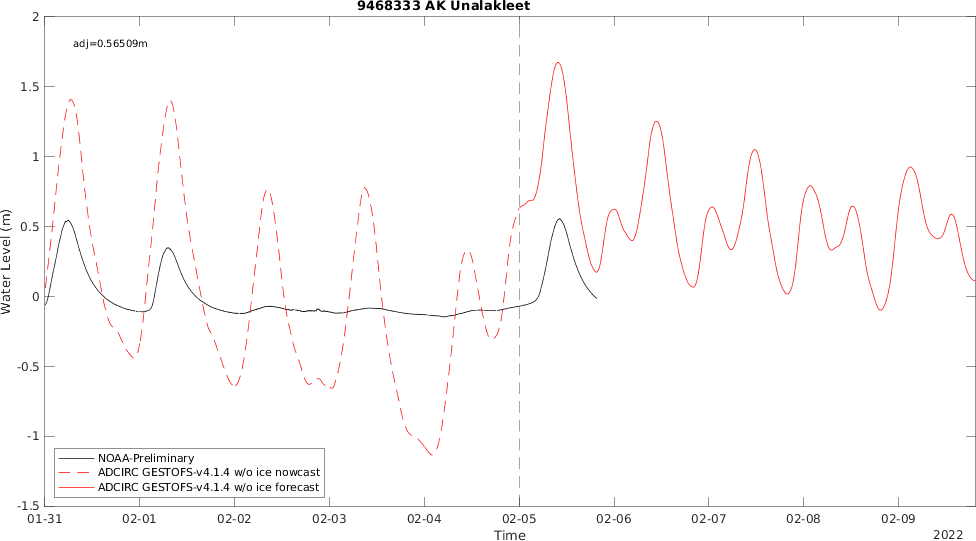 9468333 AK Unalakleet
adj=0.56509m
2
1.5
1
0.5
0
-0.5
-1
-1.5
Water Level (m)
NOAA-Preliminary
ADCIRC GESTOFS-v4.1.4 w/o ice nowcast
ADCIRC GESTOFS-v4.1.4 w/o ice forecast
01-31 02-01 02-02 02-03 02-04 02-05 02-06 02-07 02-08 02-09
Time
2022